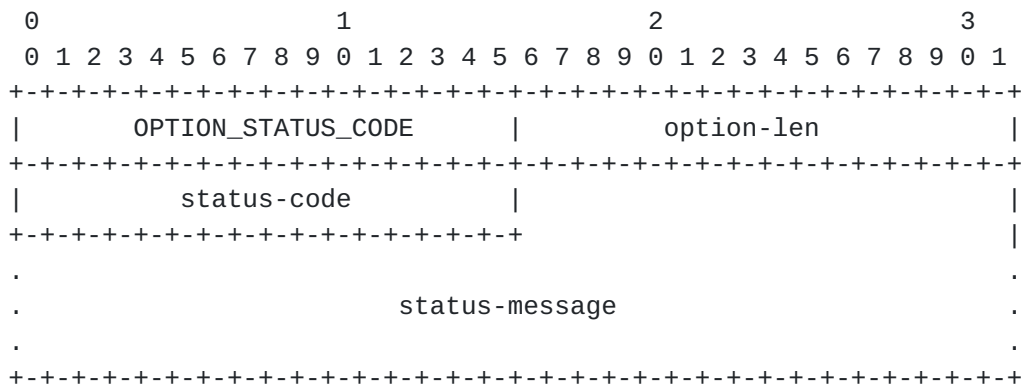 0                   1                   2                   3
 0 1 2 3 4 5 6 7 8 9 0 1 2 3 4 5 6 7 8 9 0 1 2 3 4 5 6 7 8 9 0 1
+-+-+-+-+-+-+-+-+-+-+-+-+-+-+-+-+-+-+-+-+-+-+-+-+-+-+-+-+-+-+-+-+
|       OPTION_STATUS_CODE      |         option-len            |
+-+-+-+-+-+-+-+-+-+-+-+-+-+-+-+-+-+-+-+-+-+-+-+-+-+-+-+-+-+-+-+-+
|          status-code          |                               |
+-+-+-+-+-+-+-+-+-+-+-+-+-+-+-+-+                               |
.                                                               .
.                        status-message                         .
.                                                               .
+-+-+-+-+-+-+-+-+-+-+-+-+-+-+-+-+-+-+-+-+-+-+-+-+-+-+-+-+-+-+-+-+